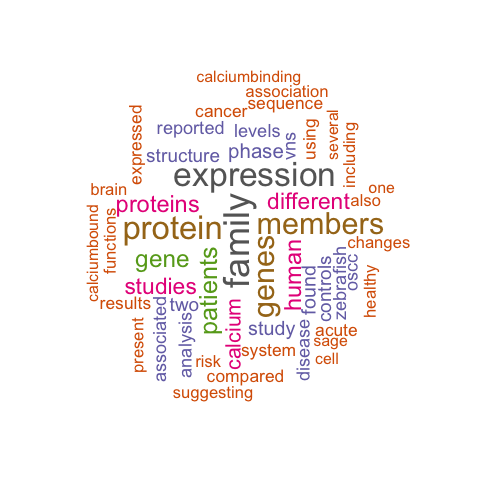 calciumbinding
association
sequence
cancer
reported
levels
vns
using
several
including
expressed
structure
phase
expression
brain
proteins
different
also
one
calciumbound
functions
protein
family
members
genes
changes
gene
patients
human
found
controls
zebrafish
oscc
healthy
studies
results
two
calcium
study
acute
present
associated
analysis
risk
system
disease
sage
cell
compared
suggesting